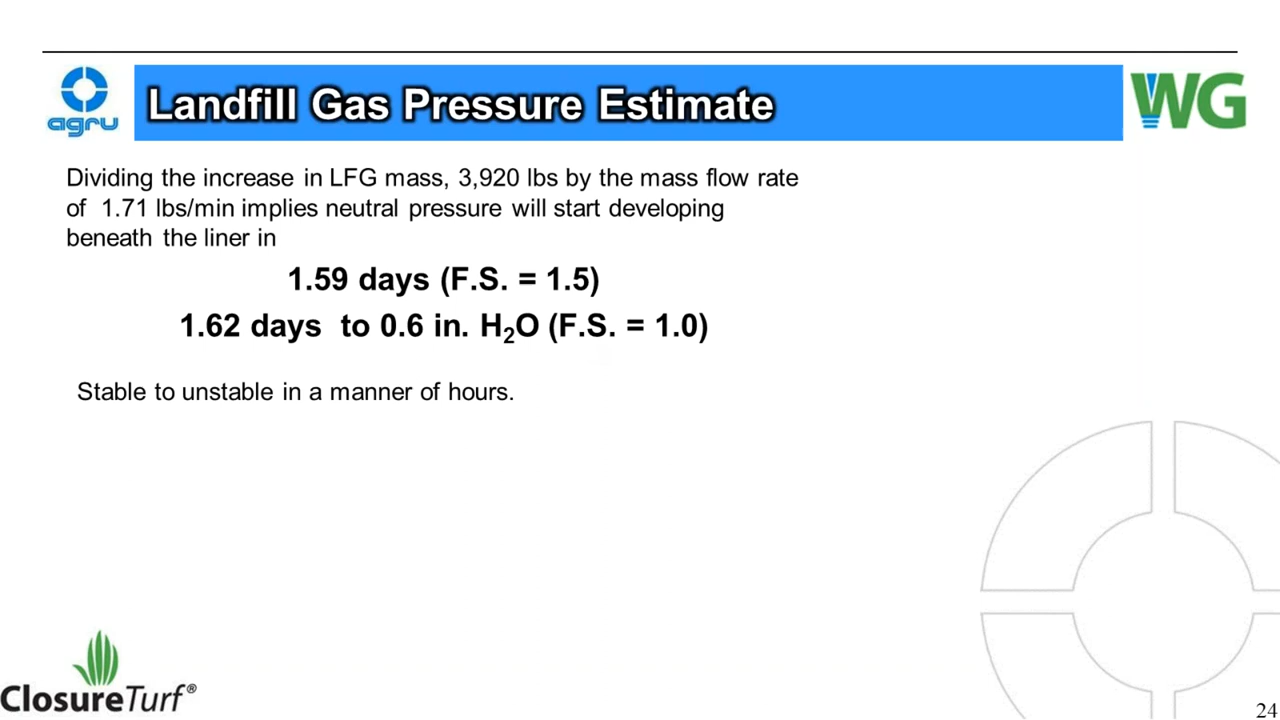 agru
Landfill Gas Pressure Estimate
WG
Dividing the increase in LFG mass, 3,920 lbs by the mass flow rate
of 1.71 lbs/min implies neutral pressure will start developing
beneath the liner in
1.59 days (F.S. = 1.5)
1.62 days to 0.6 in. H₂O (F.S. = 1.0)
Stable to unstable in a manner of hours.
ClosureTurf®
24